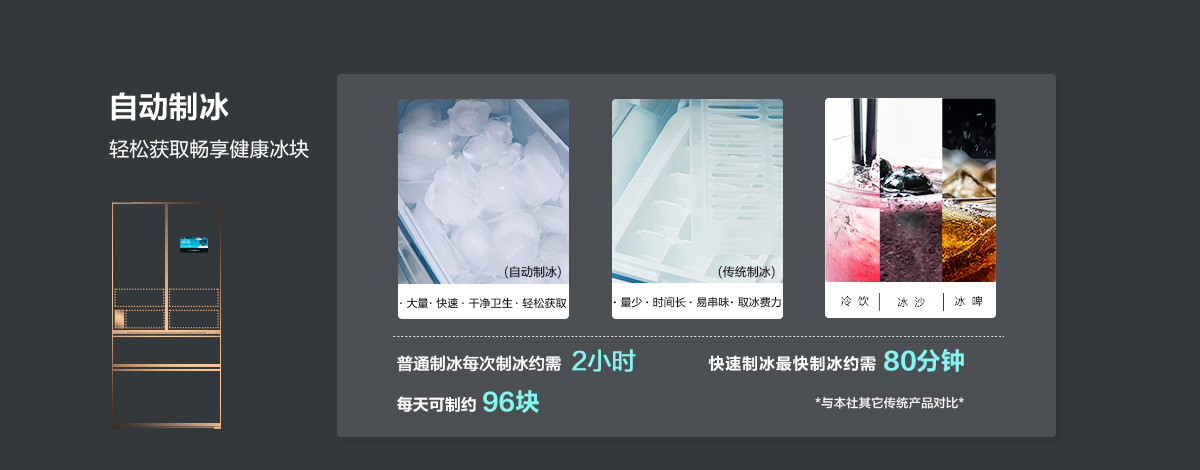 自动制冰
轻松获取畅享健康冰块
(自动制冰)
· 大量· 快速 · 干净卫生 · 轻松获取
(传统制冰)
· 量少 · 时间长 · 易串味· 取冰费力
冷饮 | 冰沙 | 冰啤
普通制冰每次制冰约需 2小时
快速制冰最快制冰约需 80分钟
每天可制约 96块
*与本社其它传统产品对比*